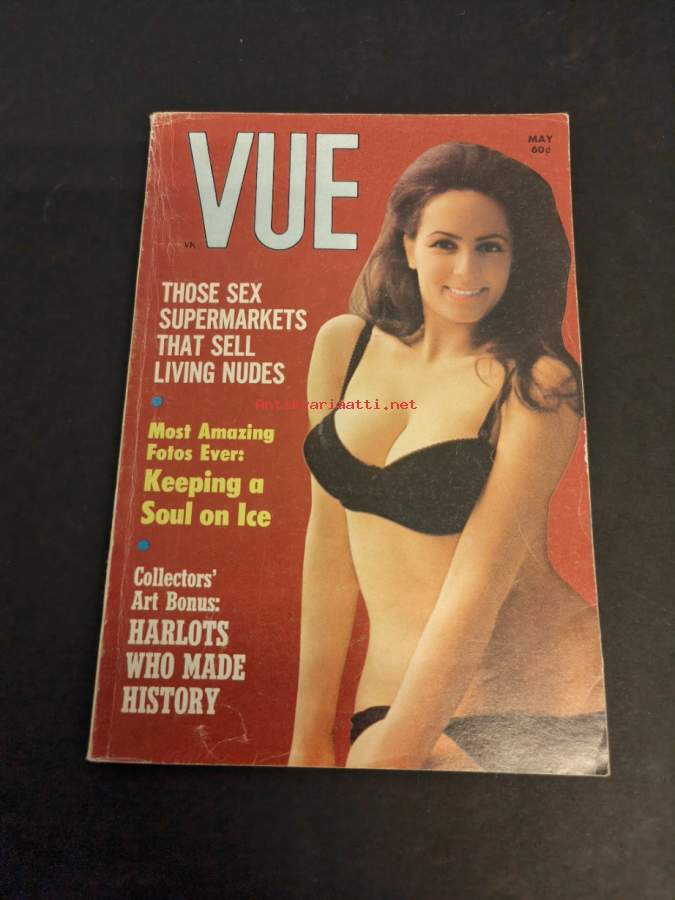 VUE
MAY
60¢
THOSE SEX
SUPERMARKETS
THAT SELL
LIVING NUDES
Most Amazing
Fotos Ever:
Keeping a
Soul on Ice
Collectors'
Art Bonus:
HARLOTS
WHO MADE
HISTORY
Antikvariaatti.net